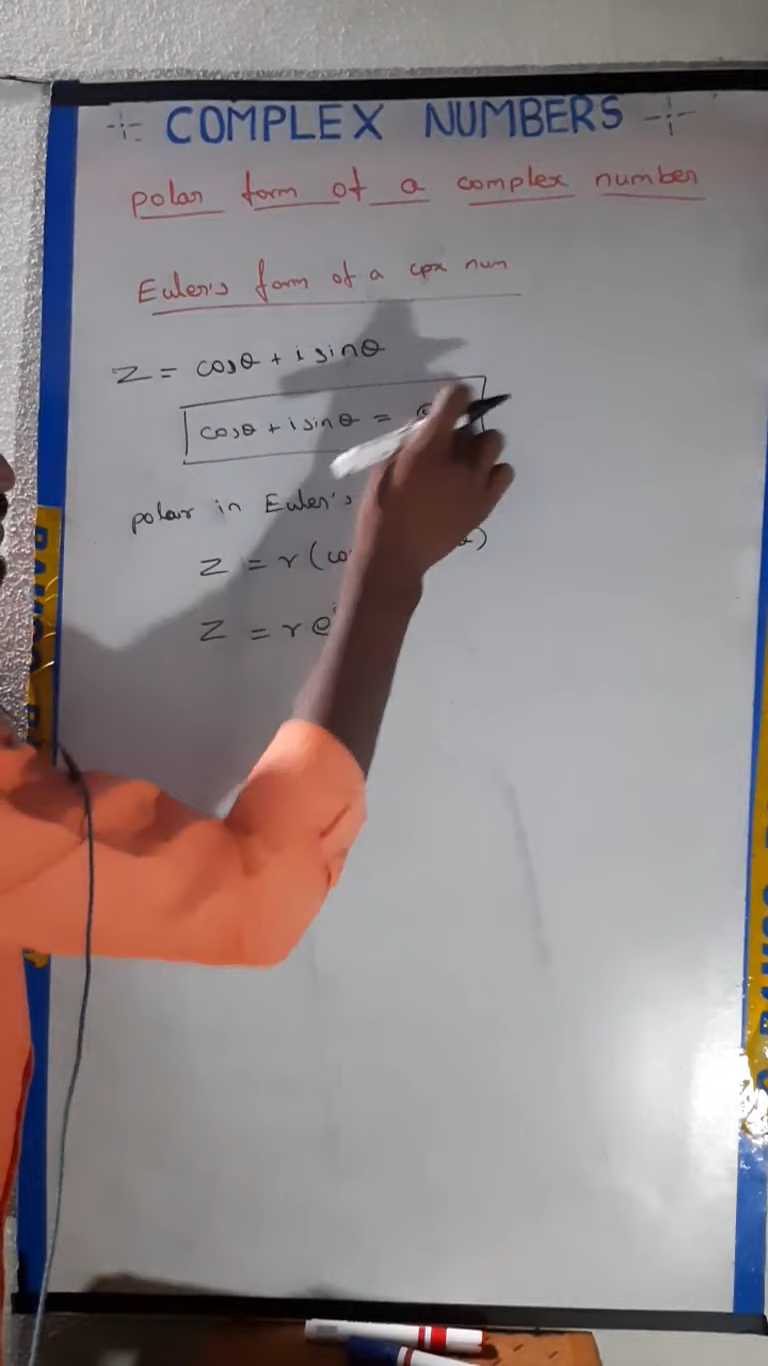 COMPLEX NUMBERS
polar form of a complex number
Euler's form of a cpx num
Z = cosθ + i sinθ
cosθ + i sinθ =
polar in Euler's
Z = r (co
Z = r e